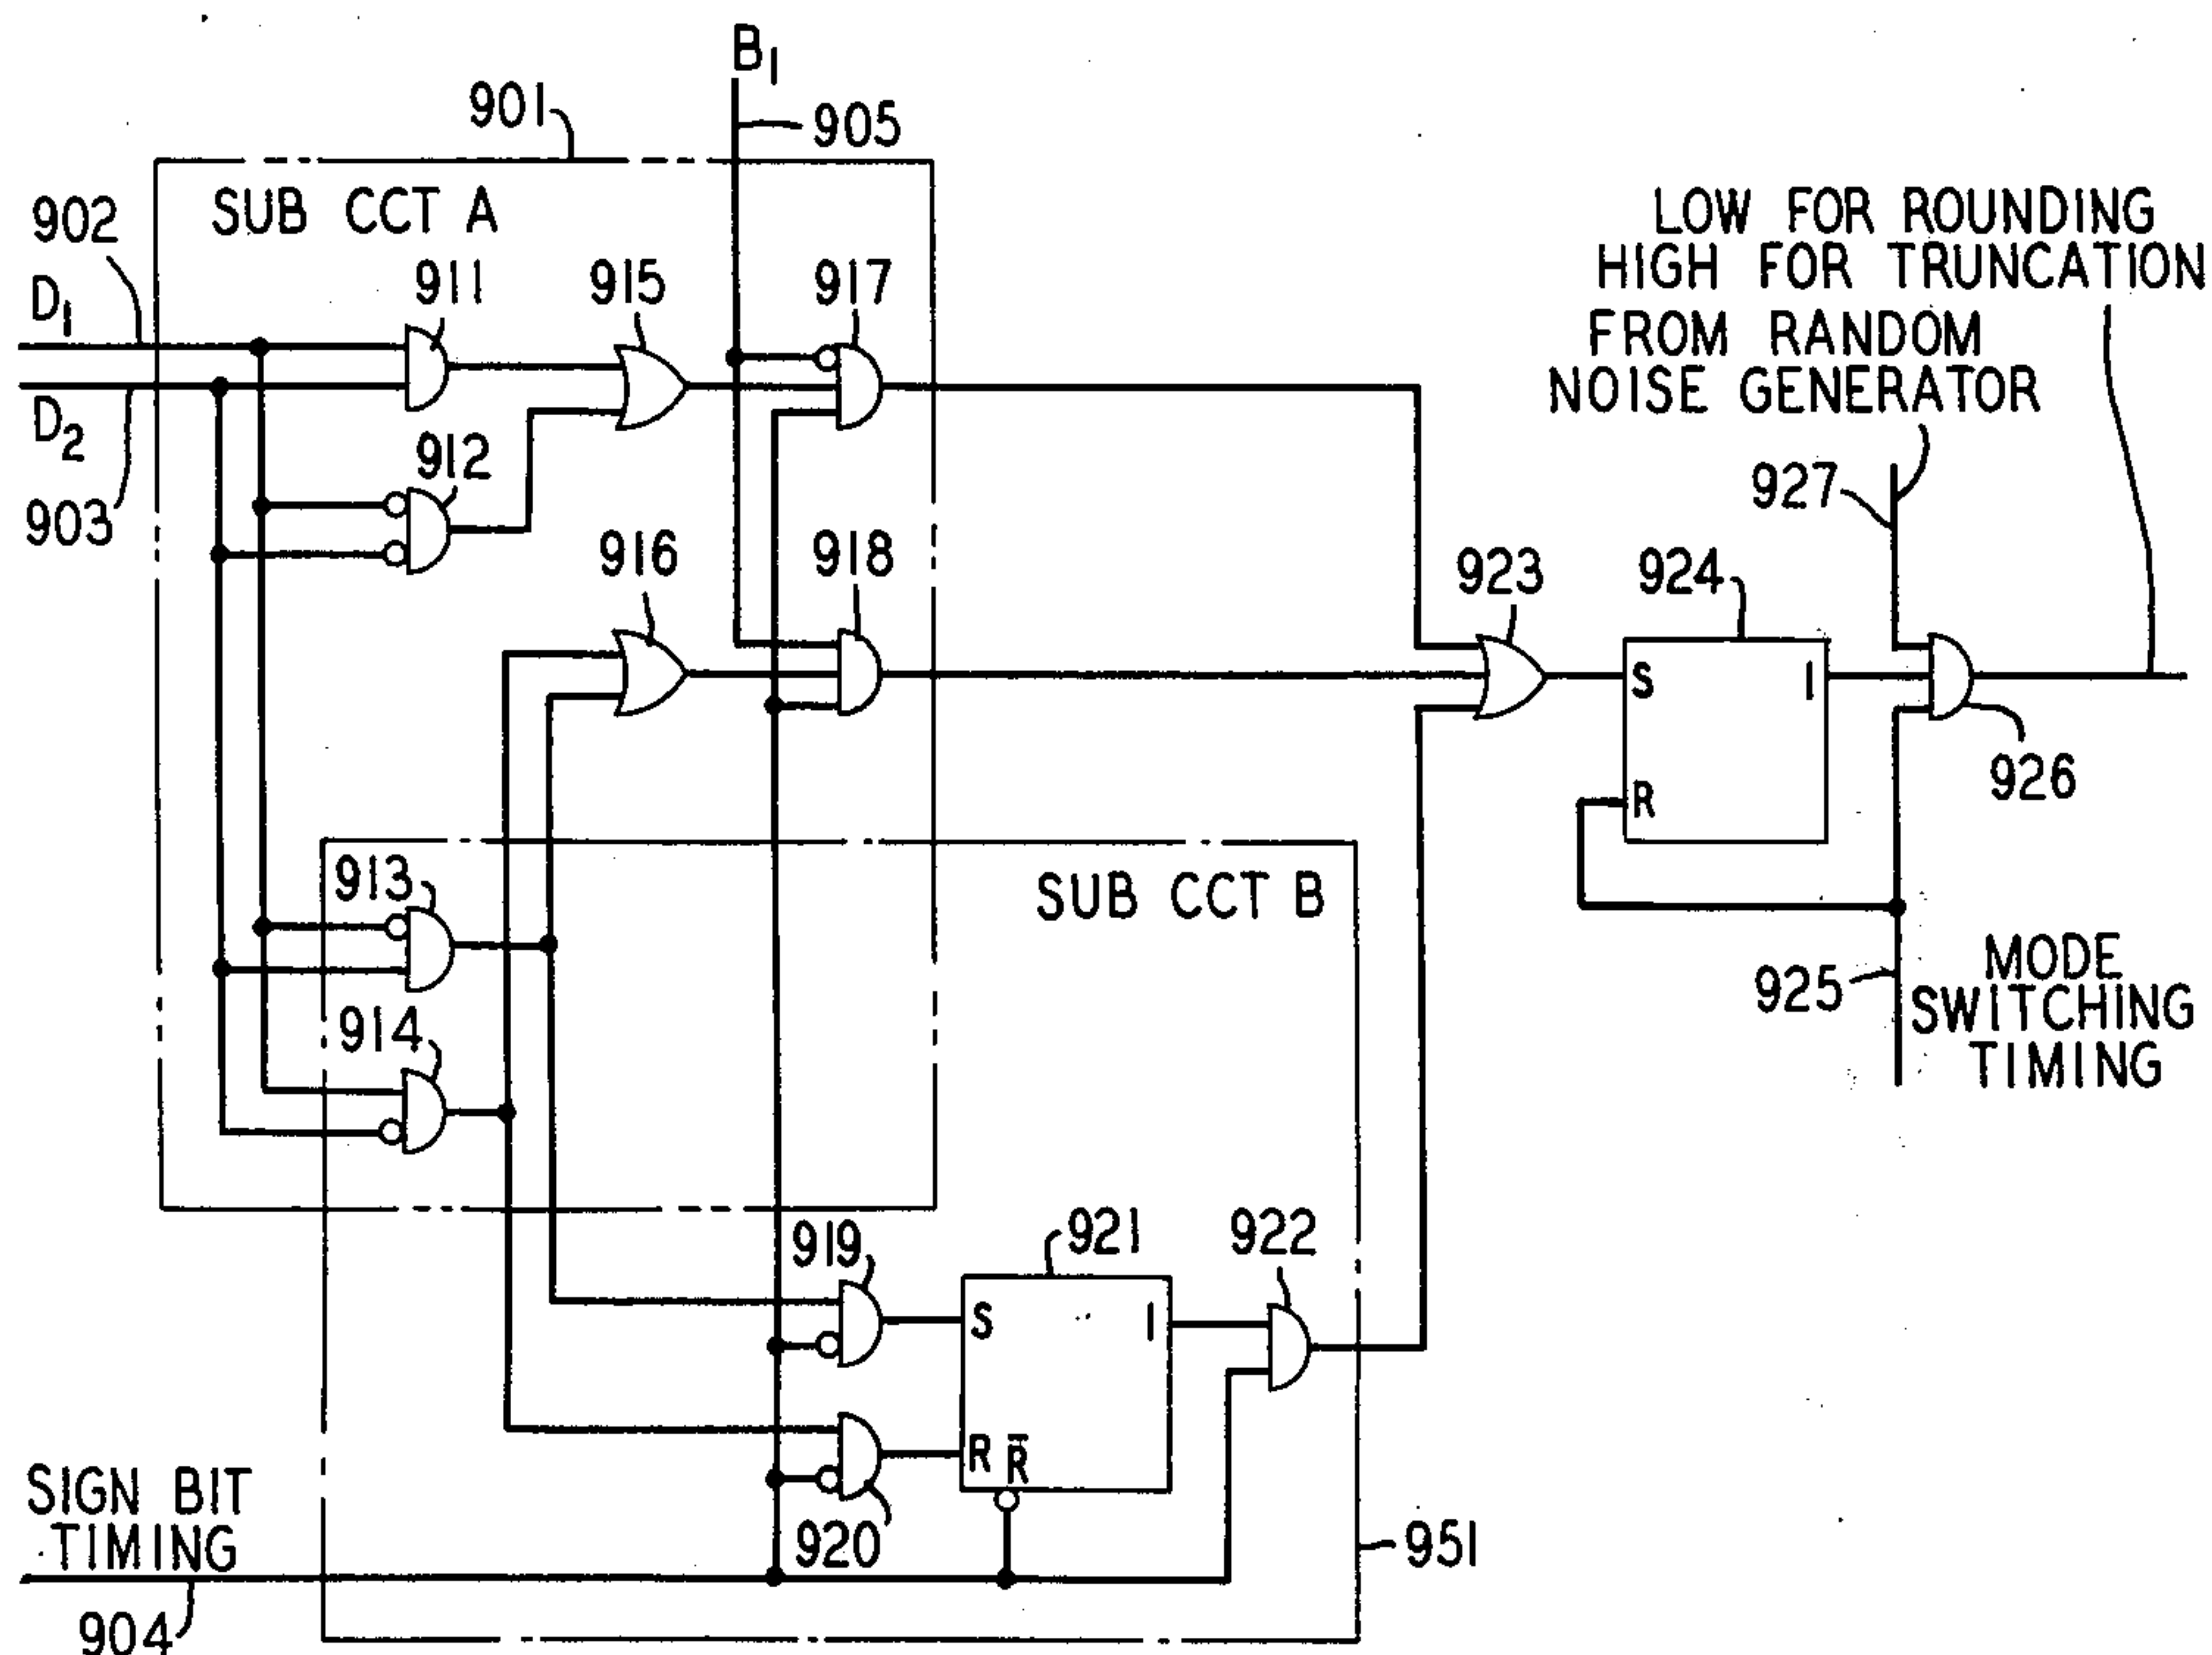 B1
901
905
SUB CCT A
902
D1
911
915
917
LOW FOR ROUNDING
HIGH FOR TRUNCATION
FROM RANDOM
NOISE GENERATOR
D2
903
912
927
916
918
923
924
S
1
R
926
913
SUB CCT B
925
MODE
SWITCHING
TIMING
914
919
921
922
S
1
R
R̅
920
SIGN BIT
TIMING
904
951